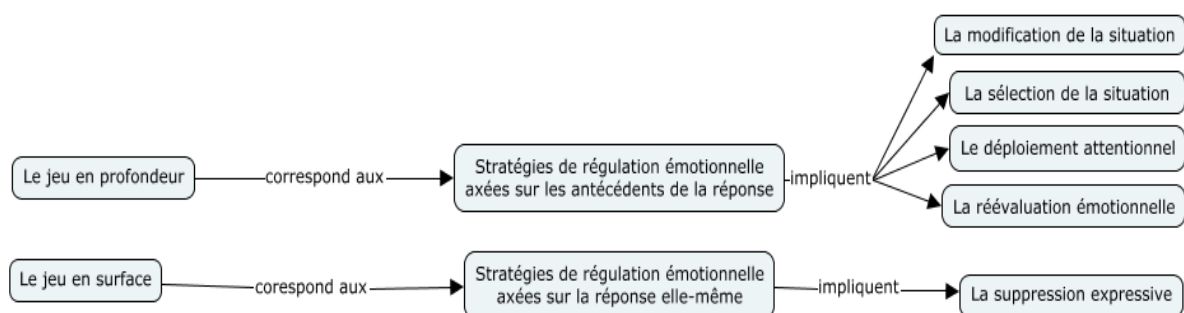 La modification de la situation
La sélection de la situation
Le déploiement attentionnel
Le jeu en profondeur
correspond aux
Stratégies de régulation émotionnelle
axées sur les antécédents de la réponse
impliquent
La réévaluation émotionnelle
Le jeu en surface
corespond aux
Stratégies de régulation émotionnelle
axées sur la réponse elle-même
impliquent
La suppression expressive